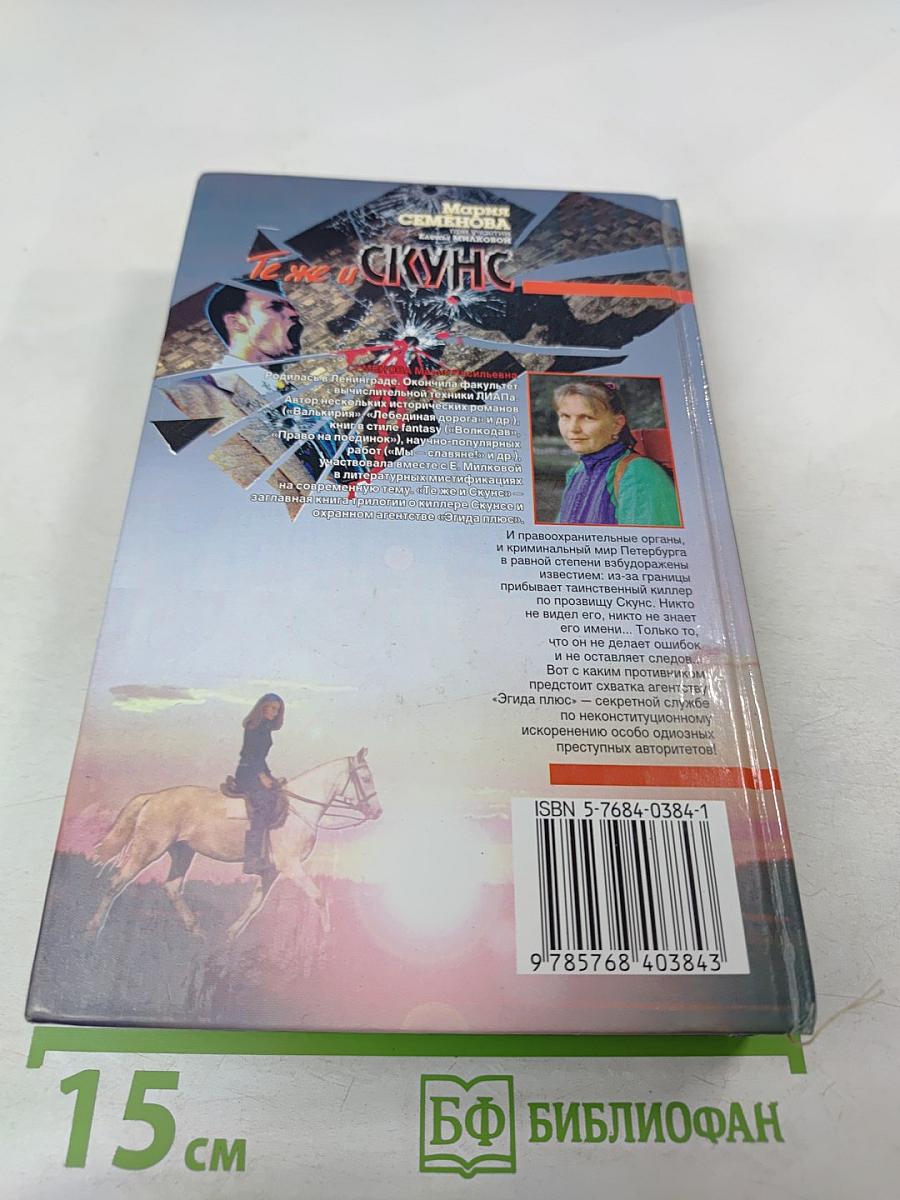 Мария
СЕМЕНОВА
при участии
Елены МИЛКОВОЙ
Те же и СКУНС
СЕМЕНОВА Мария Васильевна
Родилась в Ленинграде. Окончила факультет
вычислительной техники ЛИАПа.
Автор нескольких исторических романов
(«Валькирия», «Лебединая дорога» и др.),
книг в стиле fantasy («Волкодав»,
«Право на поединок»), научно-популярных
работ («Мы — славяне!» и др.),
участвовала вместе с Е. Милковой
в литературных мистификациях
на современную тему. «Те же и Скунс» —
заглавная книга трилогии о киллере Скунсе и
охранном агентстве «Эгида плюс».
И правоохранительные органы,
и криминальный мир Петербурга
в равной степени взбудоражены
известием: из-за границы
прибывает таинственный киллер
по прозвищу Скунс. Никто
не видел его, никто не знает
его имени... Только то,
что он не делает ошибок
и не оставляет следов...
Вот с каким противником
предстоит схватка агентству
«Эгида плюс» — секретной службе
по неконституционному
искоренению особо одиозных
преступных авторитетов!
ISBN 5-7684-0384-1
9 785768 403843
15 см
БФ БИБЛИОФАН